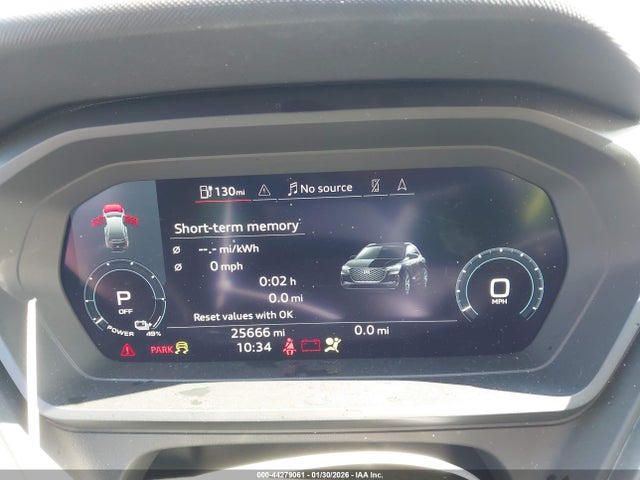 130mi No source
Short-term memory
Ø --.- mi/kWh
Ø 0 mph
0:02 h
0.0 mi
Reset values with OK
P
OFF
POWER 49%
0
MPH
25666 mi 0.0 mi
PARK 10:34
000-44279061 - 01/30/2026 - IAA Inc.